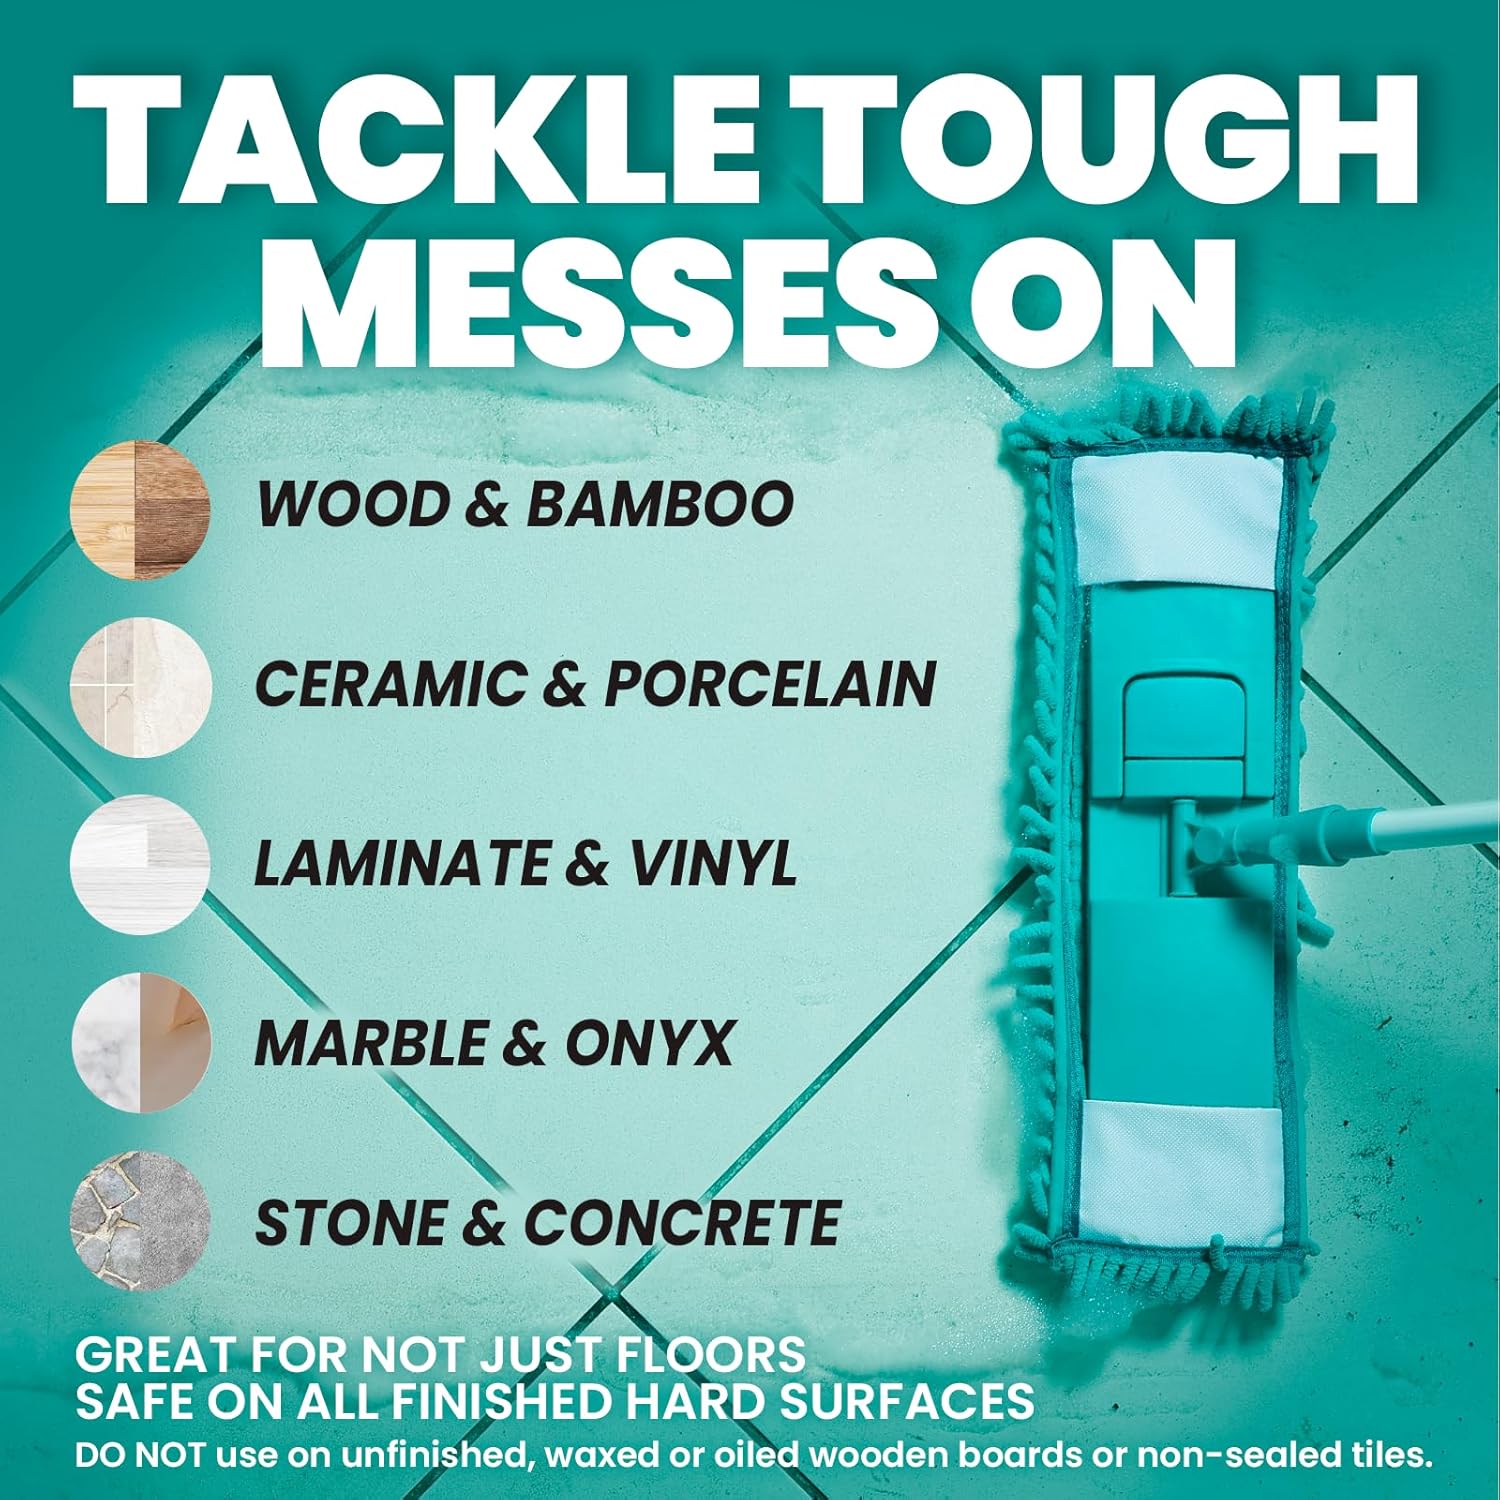 TACKLE TOUGH
MESSES ON
WOOD & BAMBOO
CERAMIC & PORCELAIN
LAMINATE & VINYL
MARBLE & ONYX
STONE & CONCRETE
GREAT FOR NOT JUST FLOORS
SAFE ON ALL FINISHED HARD SURFACES
DO NOT use on unfinished, waxed or oiled wooden boards or non-sealed tiles.